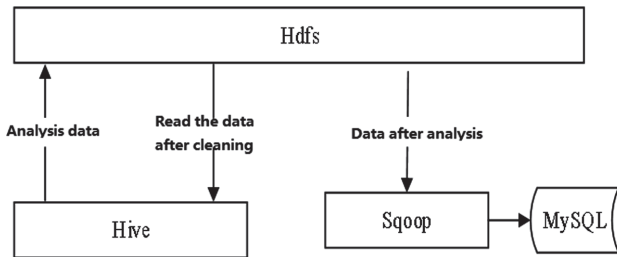 Hdfs
Analysis data
Read the data
after cleaning
Data after analysis
Hive
Sqoop
MySQL